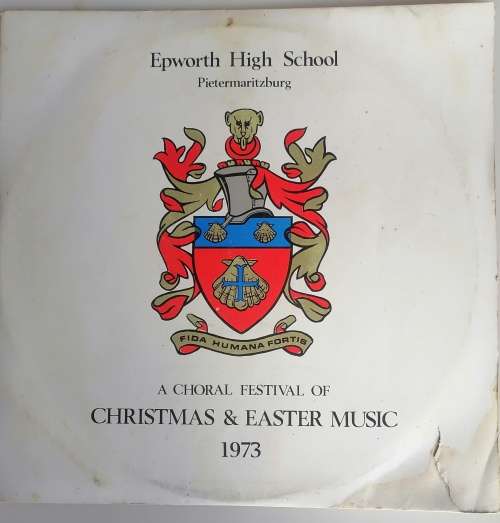 Epworth High School
Pietermaritzburg
FIDA HUMANA FORTIS
A CHORAL FESTIVAL OF
CHRISTMAS & EASTER MUSIC
1973